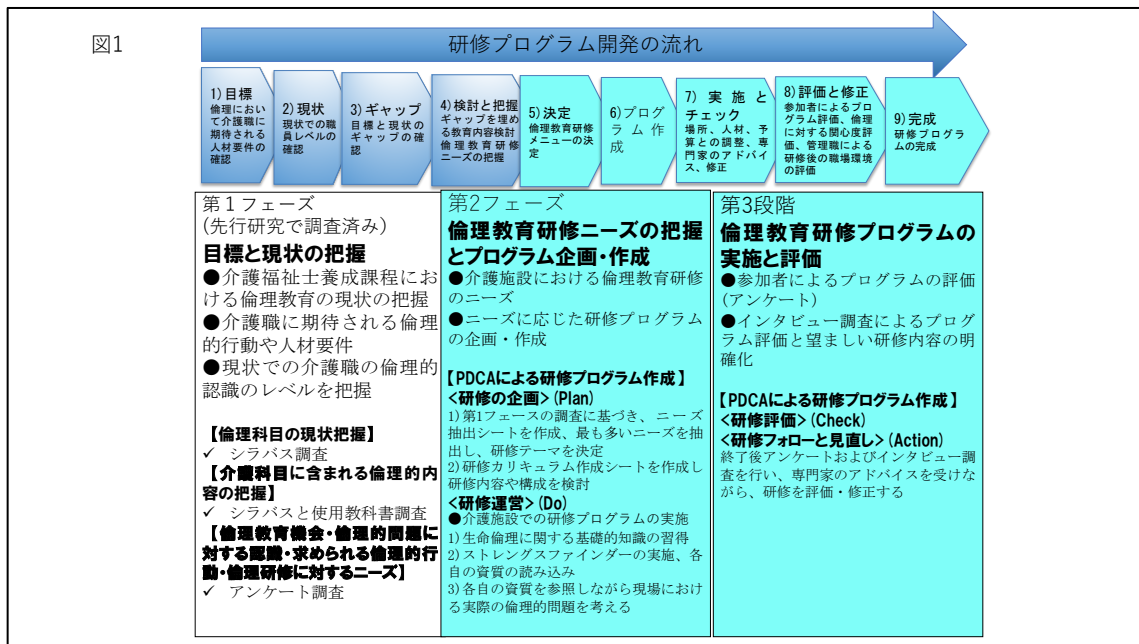 図1
研修プログラム開発の流れ
1)目標
倫理において
て介護職に
期待される
人材要件の
確認
2)現状
現状での職
員レベルの
確認
3)ギャップ
目標と現状の
ギャップの確
認
4)検討と把握
ギャップを埋め
る教育内容検討
倫理教育研修
ニーズの把握
5)決定
倫理教育研修
メニューの決
定
6)プログ
ラム作
成
7)実施と
チェック
場所、人材、予
算との調整、専
門家のアドバイ
ス、修正
8)評価と修正
参加者によるプロ
グラム評価、倫理
に対する関心度評
価、管理職による
研修後の職場環境
の評価
9)完成
研修プログラ
ムの完成
第１フェーズ
(先行研究で調査済み)
目標と現状の把握
●介護福祉士養成課程にお
ける倫理教育の現状の把握
●介護職に期待される倫理
的行動や人材要件
●現状での介護職の倫理的
認識のレベルを把握
【倫理科目の現状把握】
✓ シラバス調査
【介護科目に含まれる倫理的内
容の把握】
✓ シラバスと使用教科書調査
【倫理教育機会・倫理的問題に
対する認識・求められる倫理的行
動・倫理研修に対するニーズ】
✓ アンケート調査
第2フェーズ
倫理教育研修ニーズの把握
とプログラム企画・作成
●介護施設における倫理教育研修
のニーズ
●ニーズに応じた研修プログラム
の企画・作成
【PDCAによる研修プログラム作成】
<研修の企画>(Plan)
1)第1フェースの調査に基づき、ニーズ
抽出シートを作成、最も多いニーズを抽
出し、研修テーマを決定
2)研修カリキュラム作成シートを作成し
研修内容や構成を検討
<研修運営>(Do)
●介護施設での研修プログラムの実施
1)生命倫理に関する基礎的知識の習得
2)ストレングスファインダーの実施、各
自の資質の読み込み
3)各自の資質を参照しながら現場におけ
る実際の倫理的問題を考える
第3段階
倫理教育研修プログラムの
実施と評価
●参加者によるプログラムの評価
(アンケート)
●インタビュー調査によるプログ
ラム評価と望ましい研修内容の明
確化
【PDCAによる研修プログラム作成】
<研修評価>(Check)
<研修フォローと見直し>(Action)
終了後アンケートおよびインタビュー調
査を行い、専門家のアドバイスを受けな
がら、研修を評価・修正する